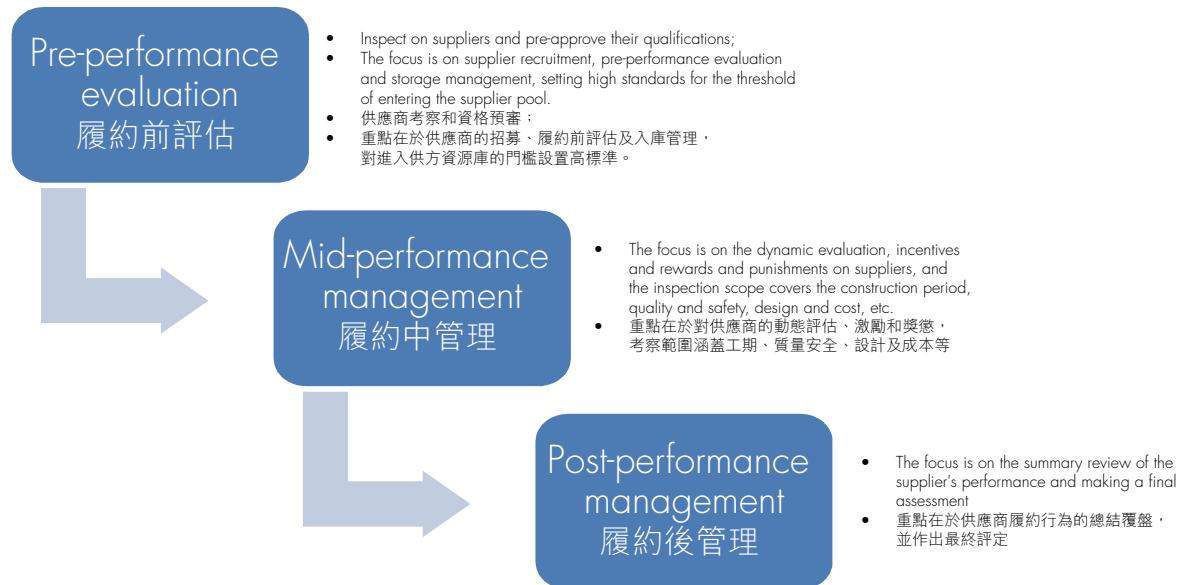 Pre-performance
evaluation
履約前評估
• Inspect on suppliers and pre-approve their qualifications;
• The focus is on supplier recruitment, pre-performance evaluation
and storage management, setting high standards for the threshold
of entering the supplier pool.
• 供應商考察和資格預審；
• 重點在於供應商的招募、履約前評估及入庫管理，
對進入供方資源庫的門檻設置高標準。
Mid-performance
management
履約中管理
• The focus is on the dynamic evaluation, incentives
and rewards and punishments on suppliers, and
the inspection scope covers the construction period,
quality and safety, design and cost, etc.
• 重點在於對供應商的動態評估、激勵和獎懲，
考察範圍涵蓋工期、質量安全、設計及成本等
Post-performance
management
履約後管理
• The focus is on the summary review of the
supplier's performance and making a final
assessment
• 重點在於供應商履約行為的總結覆盤，
並作出最終評定